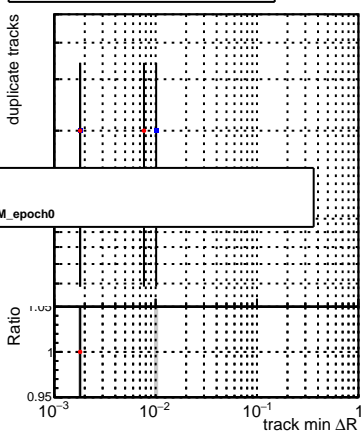 duplicate tracks
M_epoch0
Ratio
1.05
1
0.95
10⁻³ 10⁻² 10⁻¹ 1
track min ΔR